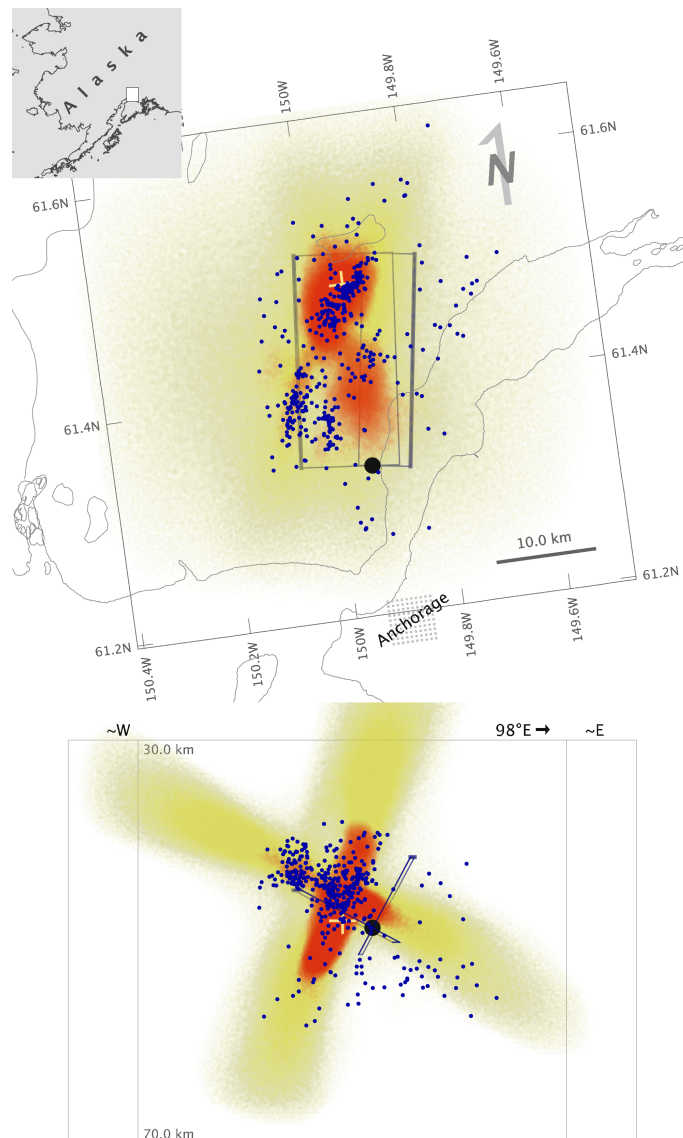 Alaska
150W
149.8W
149.6W
61.6N
61.6N
N
61.4N
61.4N
10.0 km
61.2N
61.2N
Anchorage
150.4W
150.2W
150W
149.8W
149.6W
~W
98°E ➞
~E
30.0 km
70.0 km